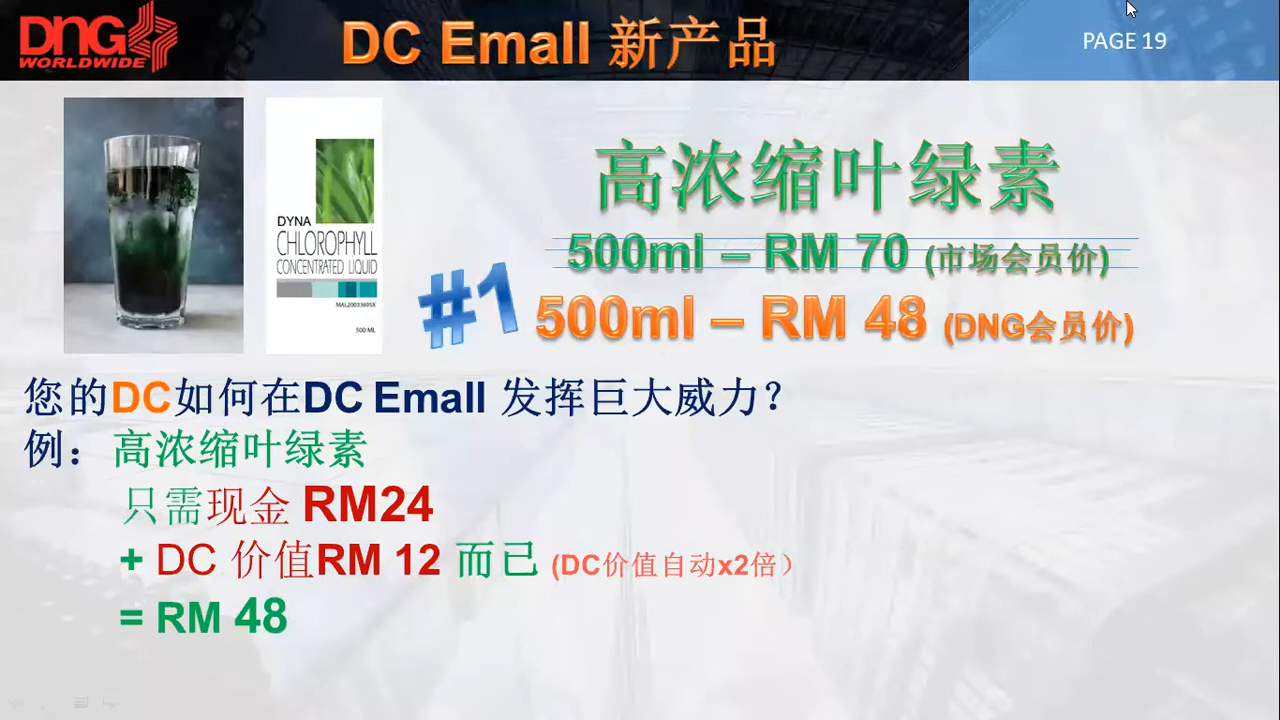 DNG
WORLDWIDE
DC Emall 新产品
PAGE 19
DYNA
CHLOROPHYLL
CONCENTRATED LIQUID
500 ML
高浓缩叶绿素
500ml – RM 70 (市场会员价)
#1
500ml – RM 48 (DNG会员价)
您的DC如何在DC Emall 发挥巨大威力？
例：高浓缩叶绿素
只需现金 RM24
+ DC 价值RM 12 而已 (DC价值自动x2倍）
= RM 48